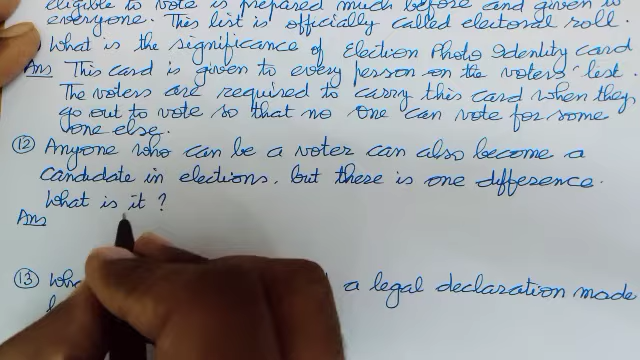 eligible to vote is prepared much before and given to
everyone. This list is officially called electoral roll.
What is the significance of Election Photo Identity card
Ans This card is given to every person on the voters' list.
The voters are required to carry this card when they
go out to vote so that no one can vote for some
one else.
(12) Anyone who can be a voter can also become a
candidate in elections, but there is one difference.
What is it ?
Ans
(13) a legal declaration made